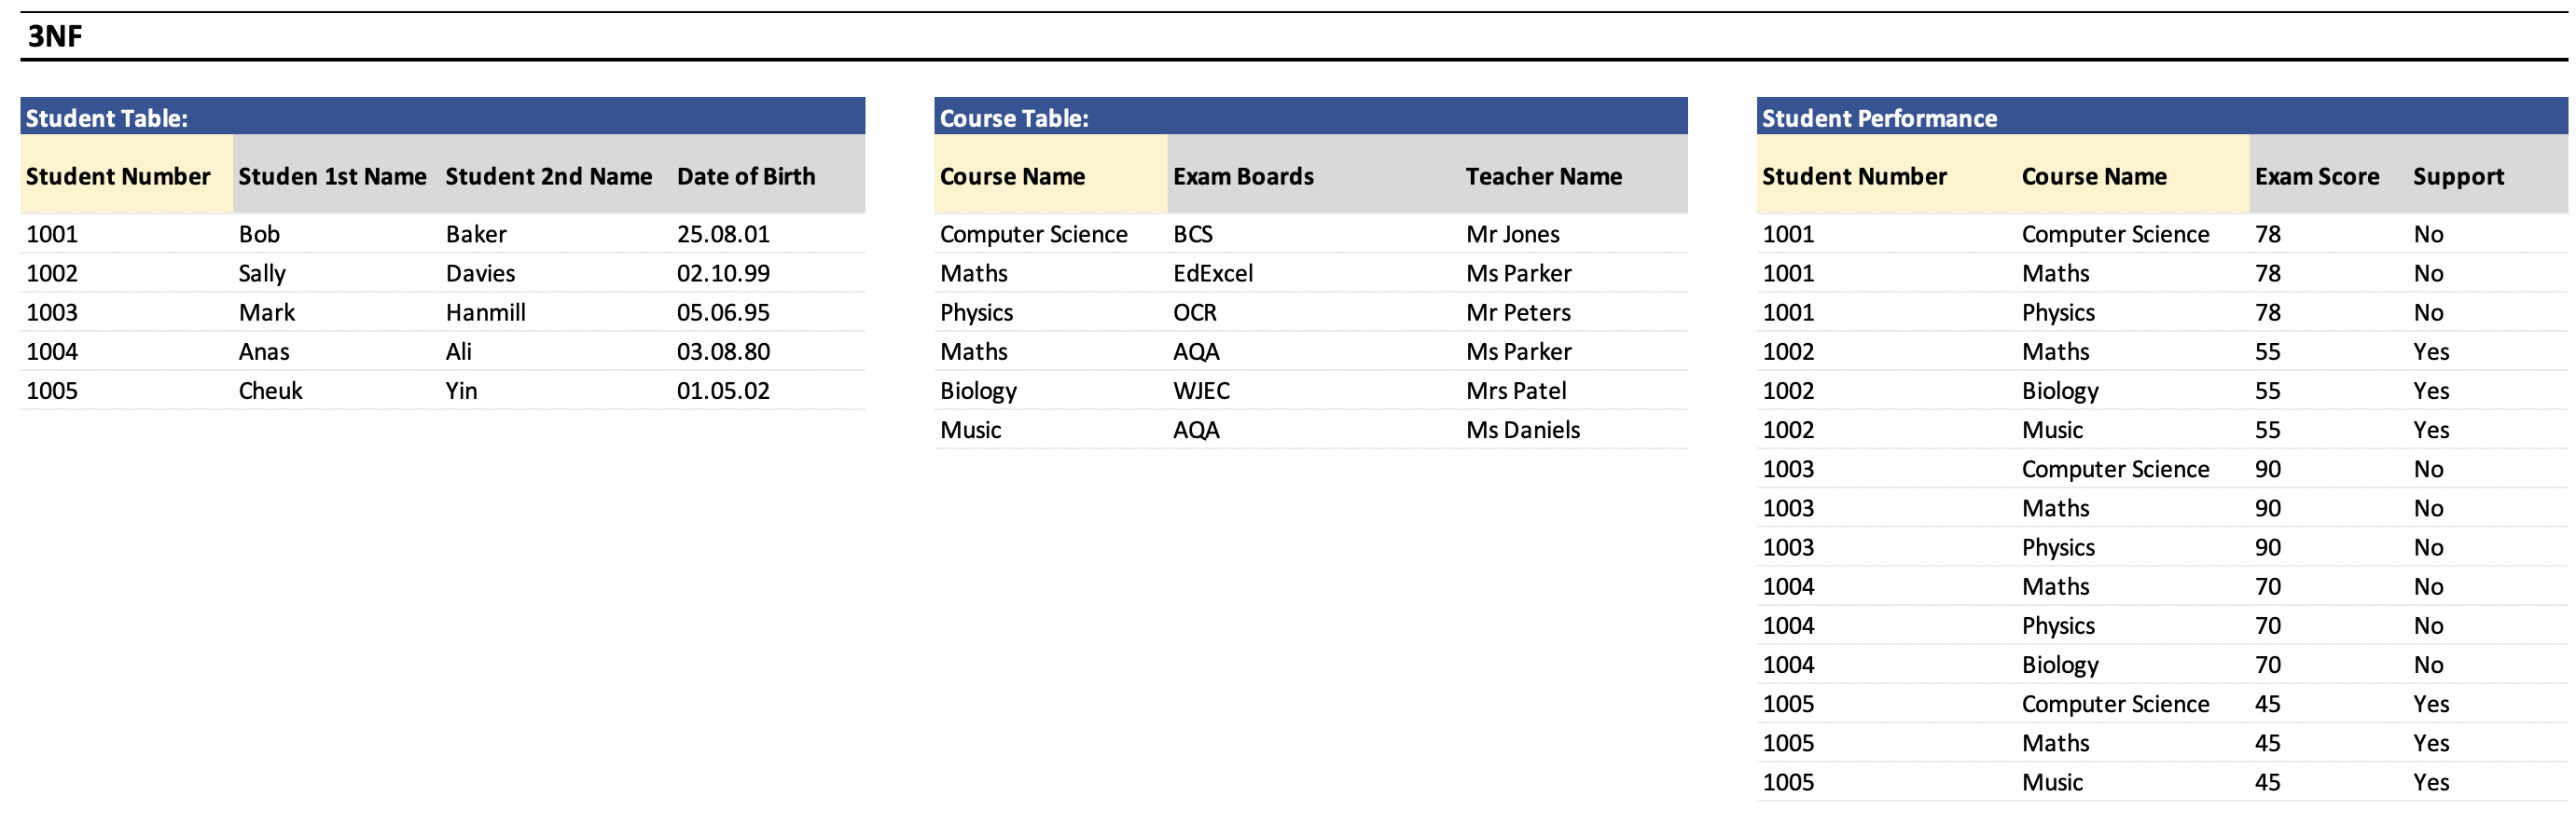 3NF
Student Table:
Student Number Studen 1st Name Student 2nd Name Date of Birth
1001 Bob Baker 25.08.01
1002 Sally Davies 02.10.99
1003 Mark Hanmill 05.06.95
1004 Anas Ali 03.08.80
1005 Cheuk Yin 01.05.02
Course Table:
Course Name Exam Boards Teacher Name
Computer Science BCS Mr Jones
Maths EdExcel Ms Parker
Physics OCR Mr Peters
Maths AQA Ms Parker
Biology WJEC Mrs Patel
Music AQA Ms Daniels
Student Performance
Student Number Course Name Exam Score Support
1001 Computer Science 78 No
1001 Maths 78 No
1001 Physics 78 No
1002 Maths 55 Yes
1002 Biology 55 Yes
1002 Music 55 Yes
1003 Computer Science 90 No
1003 Maths 90 No
1003 Physics 90 No
1004 Maths 70 No
1004 Physics 70 No
1004 Biology 70 No
1005 Computer Science 45 Yes
1005 Maths 45 Yes
1005 Music 45 Yes